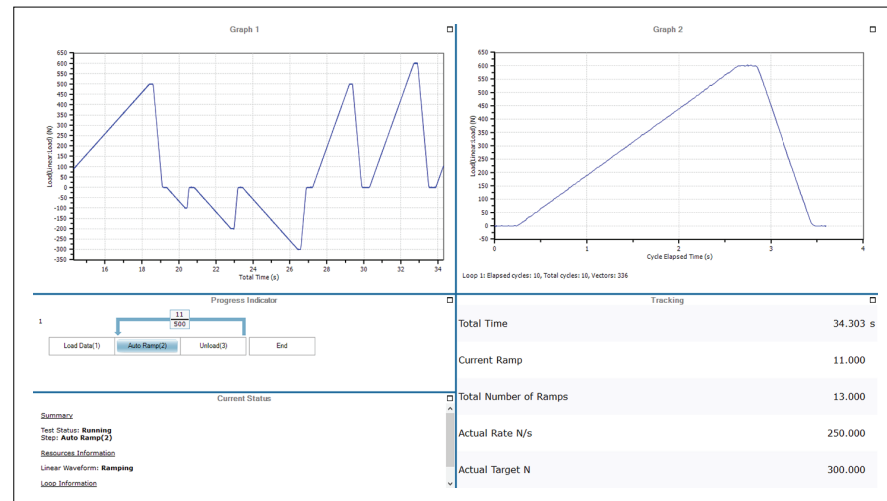 Graph 1
650
600
550
500
450
400
350
300
250
200
150
100
50
0
-50
-100
-150
-200
-250
-300
-350
Load(Linear:Load) (N)
16 18 20 22 24 26 28 30 32 34
Total Time (s)
Graph 2
650
600
550
500
450
400
350
300
250
200
150
100
50
0
-50
Load(Linear:Load) (N)
0 1 2 3 4
Cycle Elapsed Time (s)
Loop 1: Elapsed cycles: 10, Total cycles: 10, Vectors: 336
Progress Indicator
1
11
500
Load Data(1) Auto Ramp(2) Unload(3) End
Current Status
Summary
Test Status: Running
Step: Auto Ramp(2)
Resources Information
Linear Waveform: Ramping
Loop Information
Tracking
Total Time 34.303 s
Current Ramp 11.000
Total Number of Ramps 13.000
Actual Rate N/s 250.000
Actual Target N 300.000